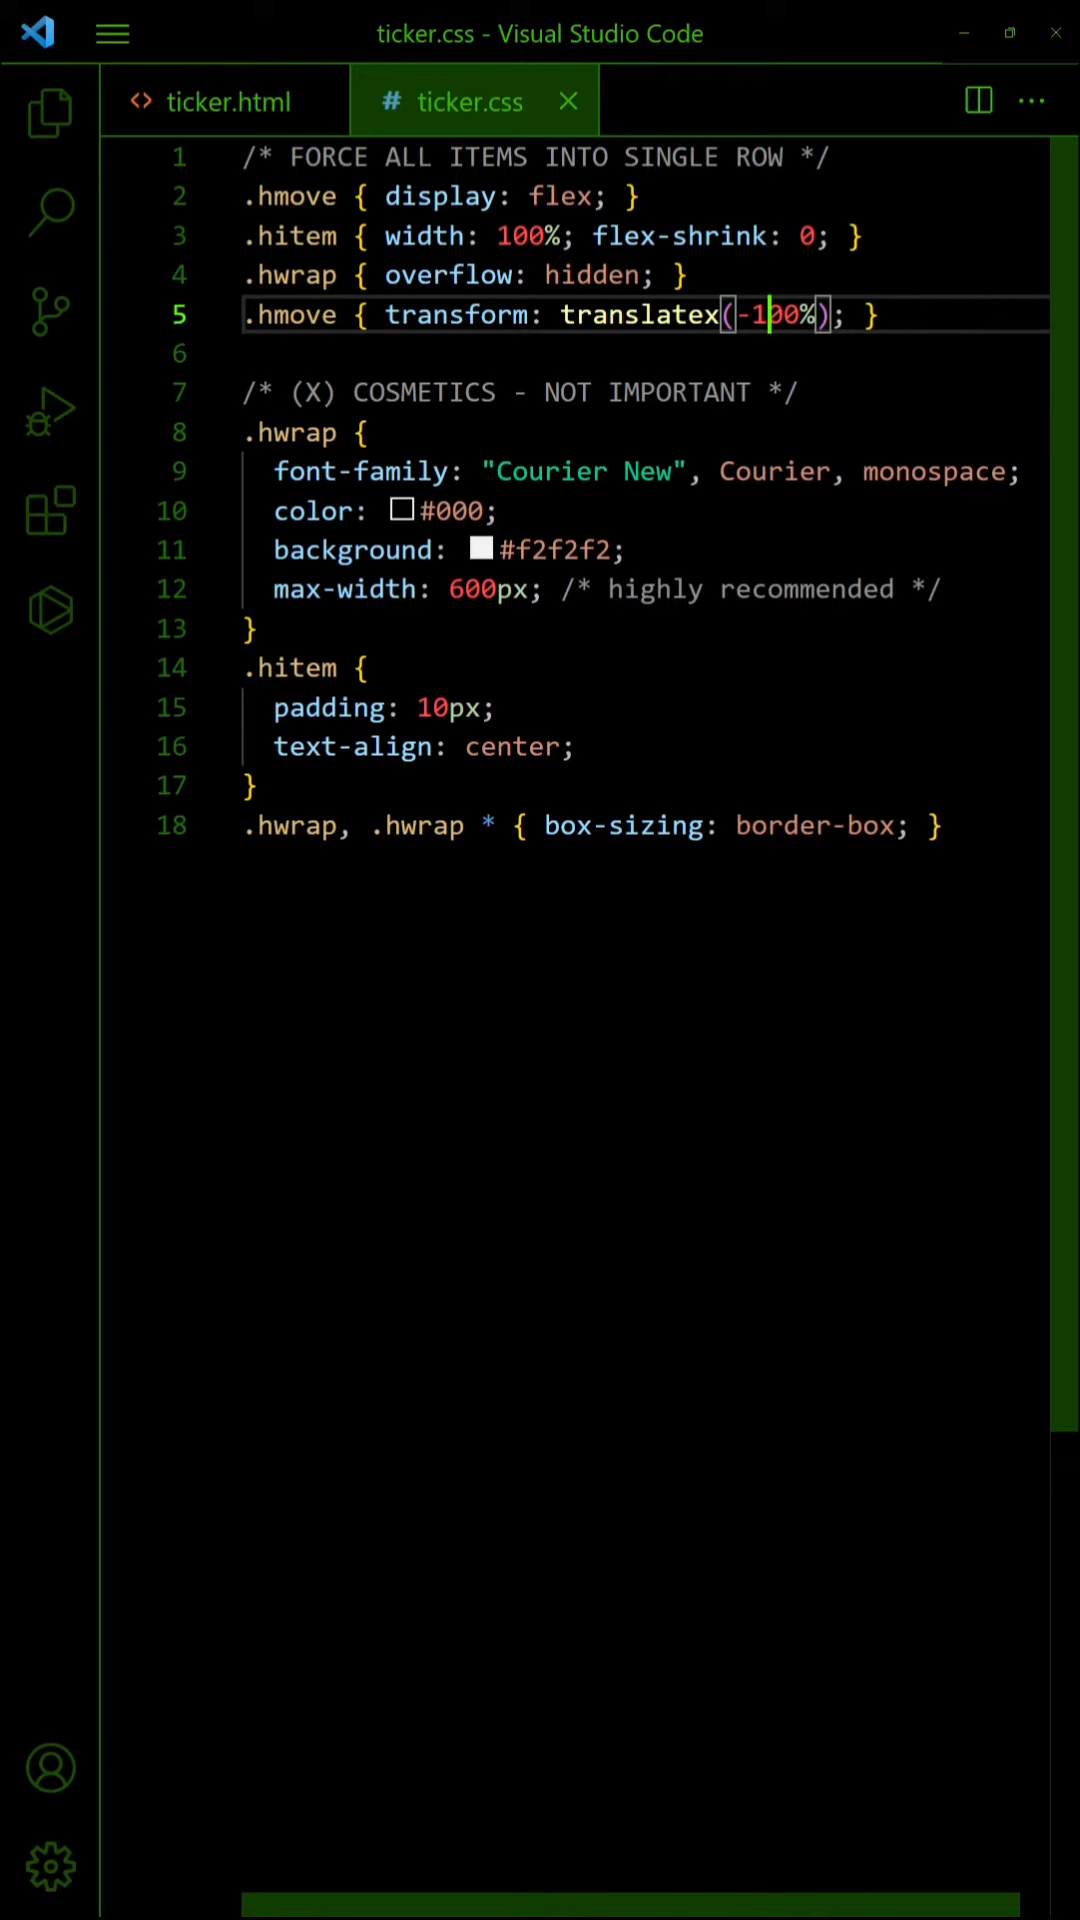 ticker.css - Visual Studio Code
ticker.html
# ticker.css
1 /* FORCE ALL ITEMS INTO SINGLE ROW */
2 .hmove { display: flex; }
3 .hitem { width: 100%; flex-shrink: 0; }
4 .hwrap { overflow: hidden; }
5 .hmove { transform: translatex(-100%); }
6
7 /* (X) COSMETICS - NOT IMPORTANT */
8 .hwrap {
9 font-family: "Courier New", Courier, monospace;
10 color: #000;
11 background: #f2f2f2;
12 max-width: 600px; /* highly recommended */
13 }
14 .hitem {
15 padding: 10px;
16 text-align: center;
17 }
18 .hwrap, .hwrap * { box-sizing: border-box; }